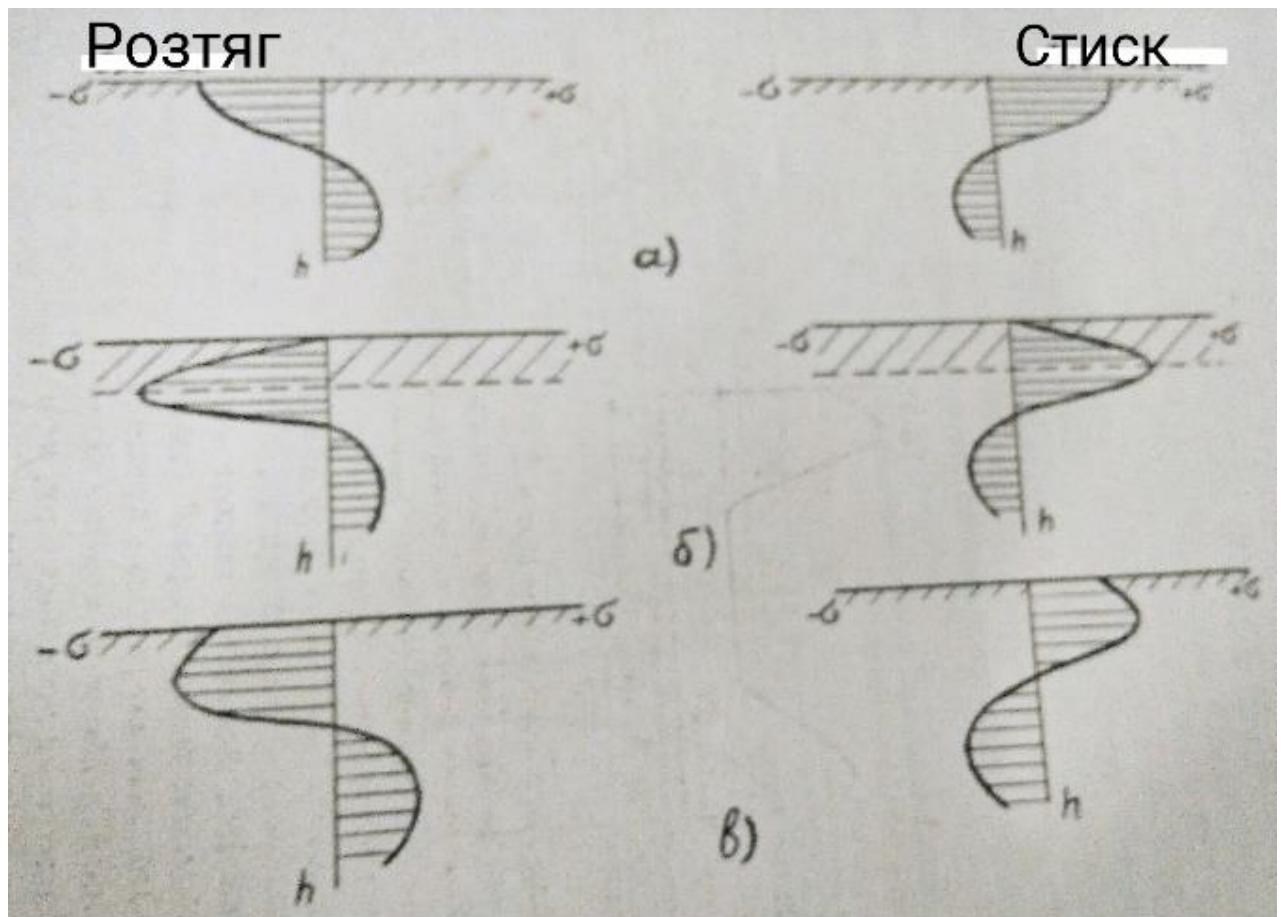 Розтяг Стиск
-σ +σ -σ +σ
h а) h
-σ +σ -σ +σ
h б) h
-σ +σ -σ +σ
h в) h